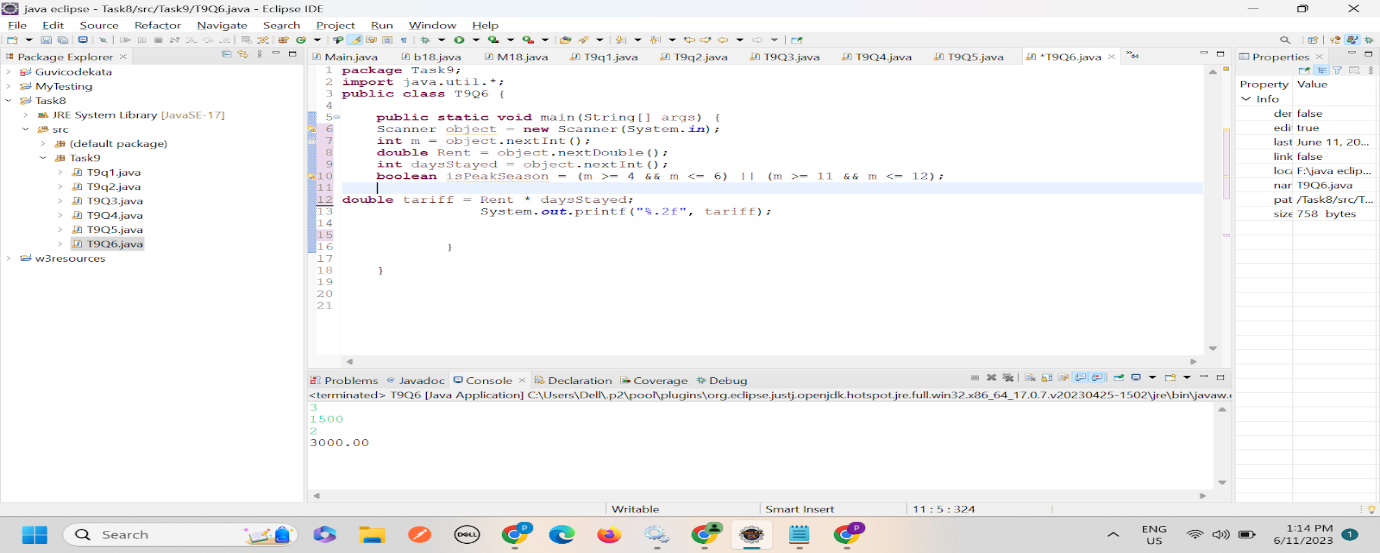 java eclipse - Task8/src/Task9/T9Q6.java - Eclipse IDE
File Edit Source Refactor Navigate Search Project Run Window Help
Package Explorer
Guvicodekata
MyTesting
Task8
JRE System Library [JavaSE-17]
src
(default package)
Task9
T9q1.java
T9q2.java
T9Q3.java
T9Q4.java
T9Q5.java
T9Q6.java
w3resources
Main.java b18.java M18.java T9q1.java T9q2.java T9Q3.java T9Q4.java T9Q5.java *T9Q6.java
1 package Task9;
2 import java.util.*;
3 public class T9Q6 {
4
5 public static void main(String[] args) {
6 Scanner object = new Scanner(System.in);
7 int m = object.nextInt();
8 double Rent = object.nextDouble();
9 int daysStayed = object.nextInt();
10 boolean isPeakSeason = (m >= 4 && m <= 6) || (m >= 11 && m <= 12);
11
12 double tariff = Rent * daysStayed;
13 System.out.printf("%.2f", tariff);
14
15
16 }
17
18 }
19
20
21
Problems Javadoc Console Declaration Coverage Debug
<terminated> T9Q6 [Java Application] C:\Users\Dell\.p2\pool\plugins\org.eclipse.justj.openjdk.hotspot.jre.full.win32.x86_64_17.0.7.v20230425-1502\jre\bin\javaw.e
3
1500
2
3000.00
Properties
Property Value
Info
der false
edi true
last June 11, 20...
link false
loca F:\java eclip...
nar T9Q6.java
pat /Task8/src/T...
size 758 bytes
Writable Smart Insert 11 : 5 : 324
Search
DELL
ENG
US
1:14 PM
6/11/2023
1